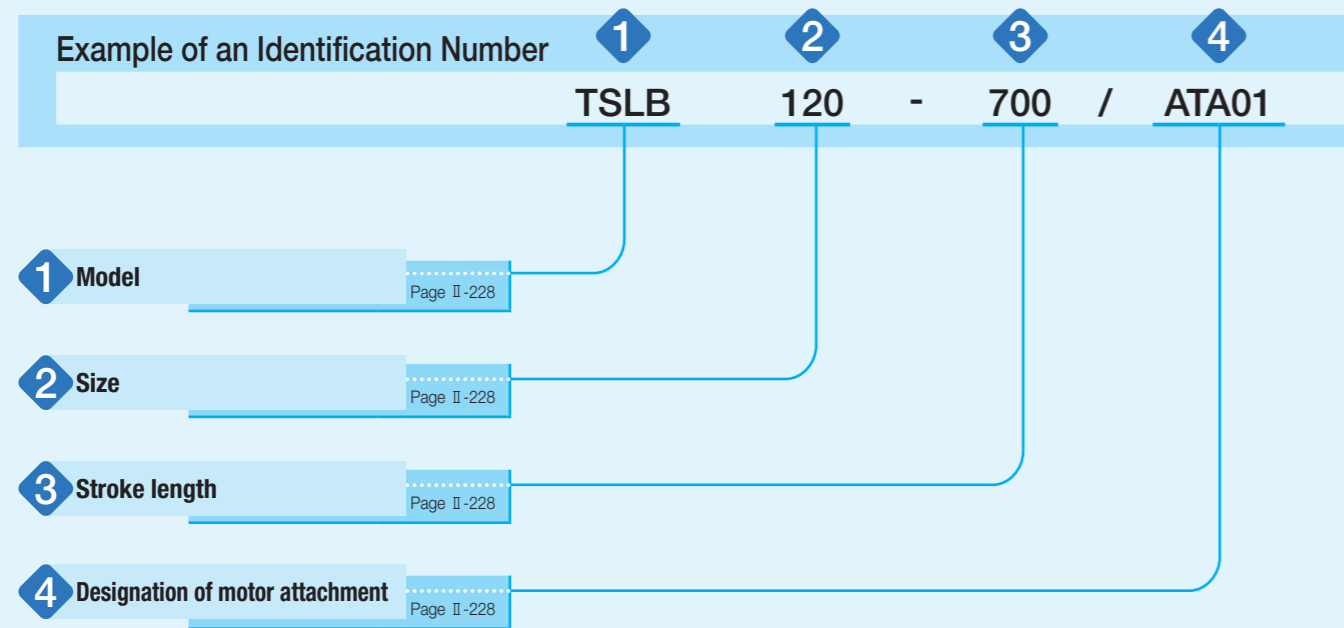 Example of an Identification Number
1 2 3 4
TSLB 120 - 700 / ATA01
1 Model
Page Ⅱ-228
2 Size
Page Ⅱ-228
3 Stroke length
Page Ⅱ-228
4 Designation of motor attachment
Page Ⅱ-228